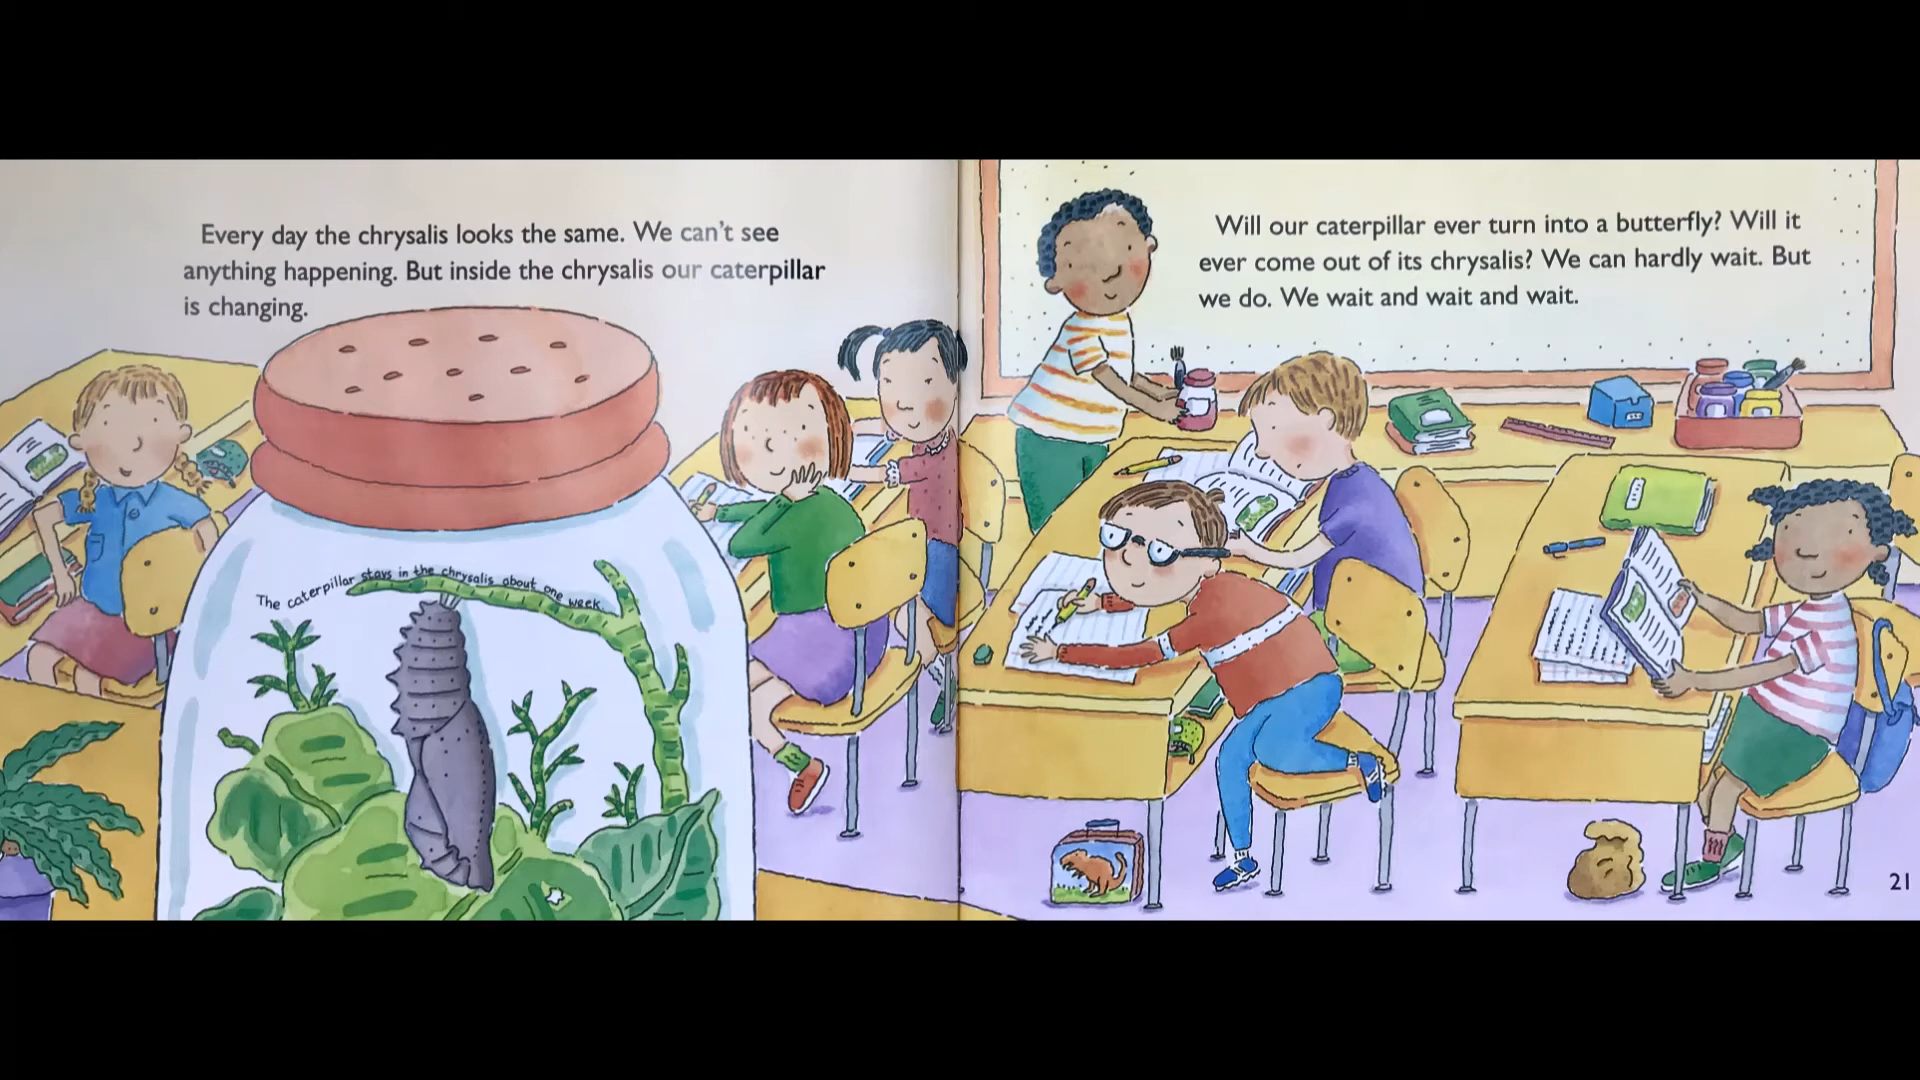 Every day the chrysalis looks the same. We can't see
anything happening. But inside the chrysalis our caterpillar
is changing.
The caterpillar stays in the chrysalis about one week.
Will our caterpillar ever turn into a butterfly? Will it
ever come out of its chrysalis? We can hardly wait. But
we do. We wait and wait and wait.
21